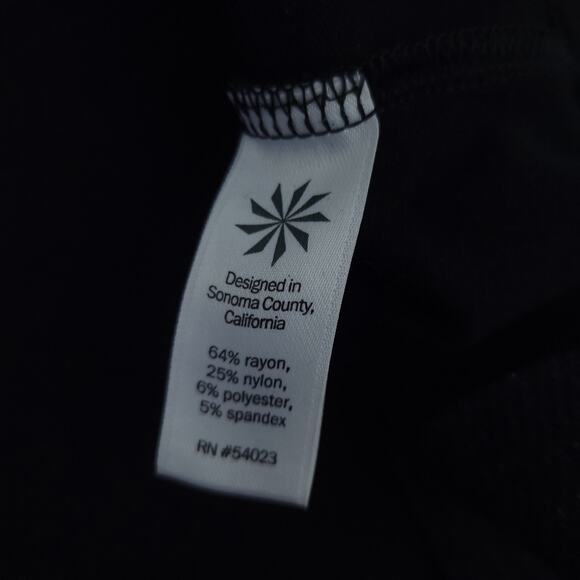 Designed in
Sonoma County,
California
64% rayon,
25% nylon,
6% polyester,
5% spandex
RN #54023